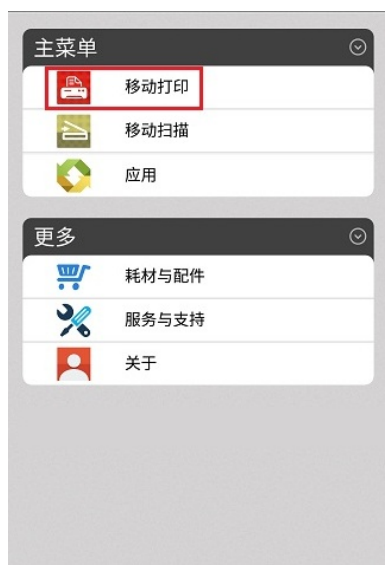 主菜单
移动打印
移动扫描
应用
更多
耗材与配件
服务与支持
关于